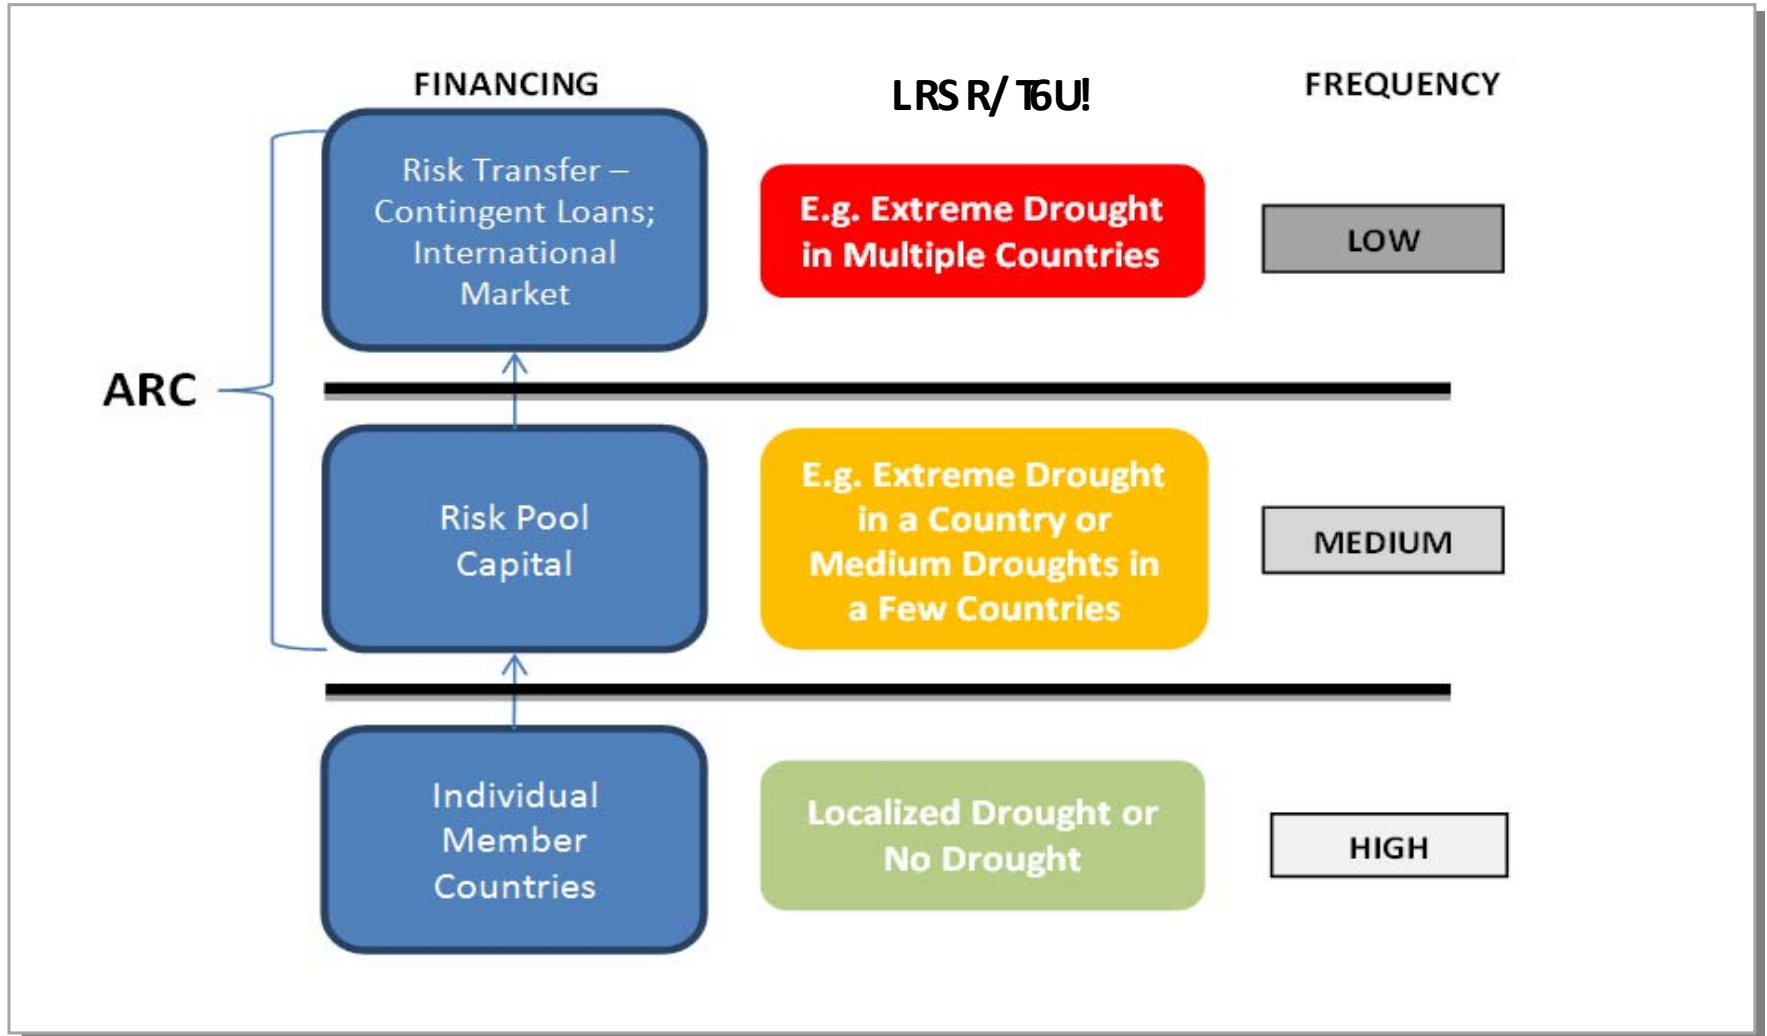 FINANCING
LRS R/ T6U!
FREQUENCY
Risk Transfer –
Contingent Loans;
International
Market
E.g. Extreme Drought
in Multiple Countries
LOW
ARC
Risk Pool
Capital
E.g. Extreme Drought
in a Country or
Medium Droughts in
a Few Countries
MEDIUM
Individual
Member
Countries
Localized Drought or
No Drought
HIGH